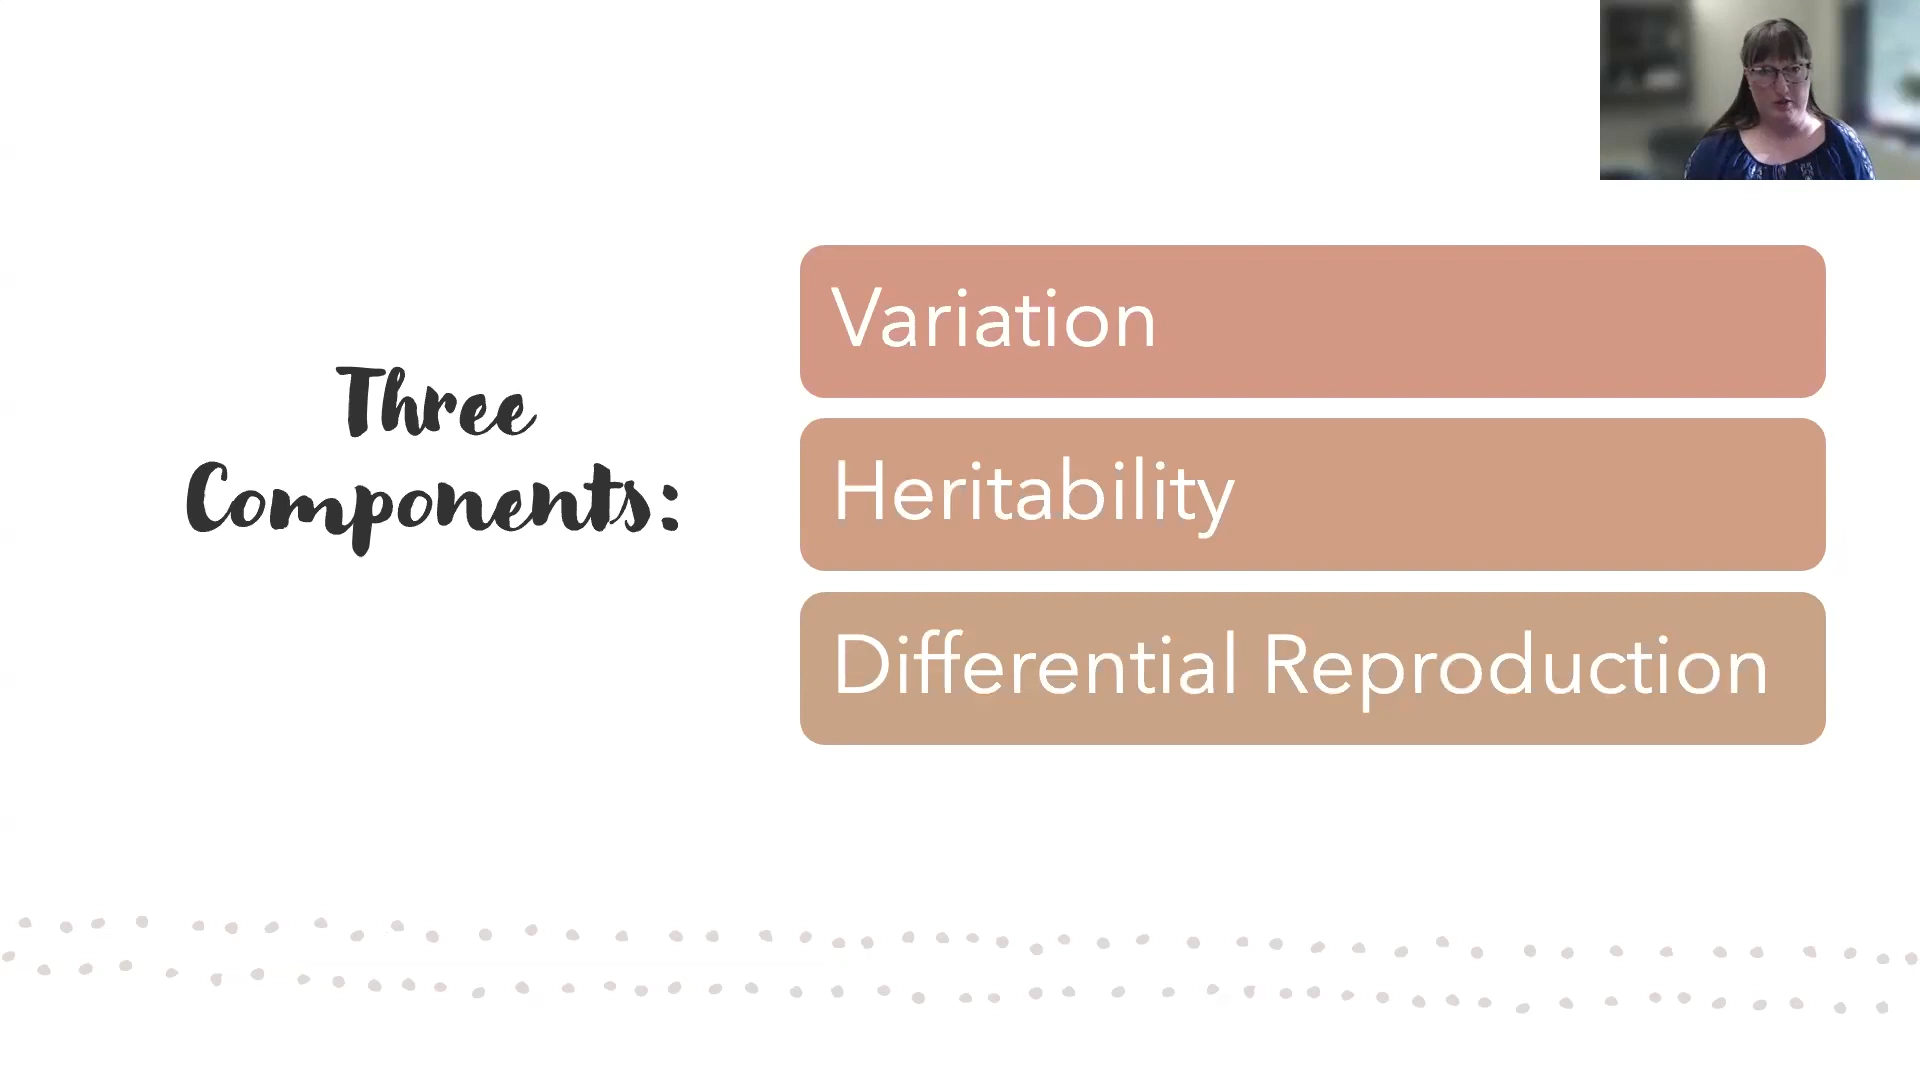 Three
Components:
Variation
Heritability
Differential Reproduction